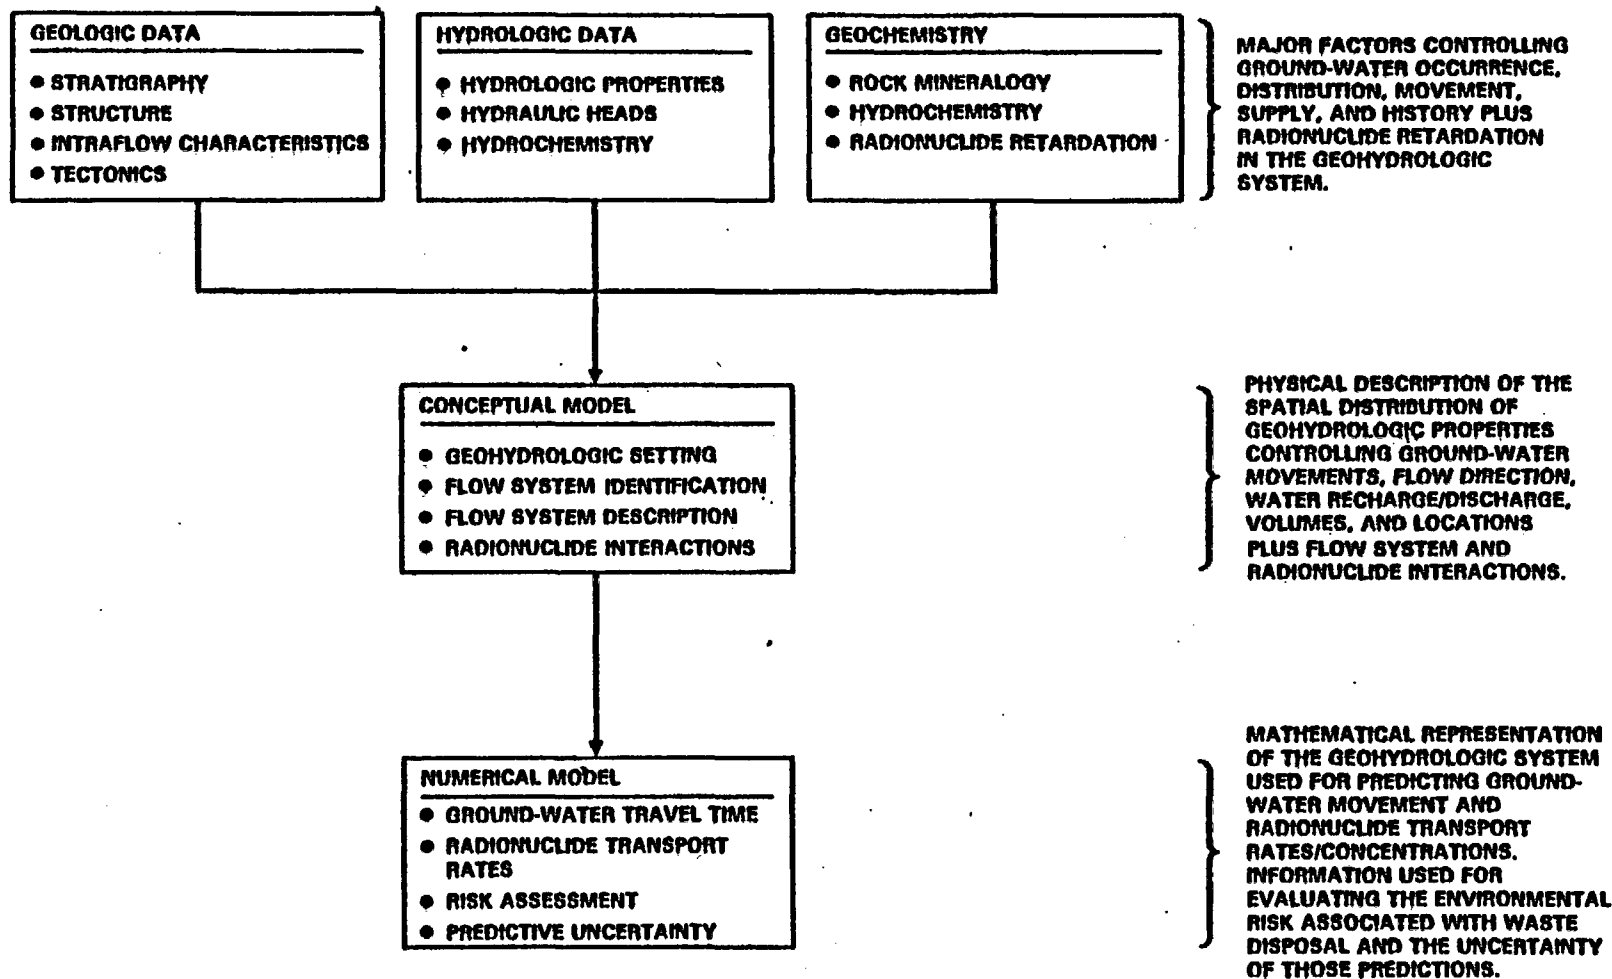 GEOLOGIC DATA
● STRATIGRAPHY
● STRUCTURE
● INTRAFLOW CHARACTERISTICS
● TECTONICS
HYDROLOGIC DATA
● HYDROLOGIC PROPERTIES
● HYDRAULIC HEADS
● HYDROCHEMISTRY
GEOCHEMISTRY
● ROCK MINERALOGY
● HYDROCHEMISTRY
● RADIONUCLIDE RETARDATION
MAJOR FACTORS CONTROLLING
GROUND-WATER OCCURRENCE,
DISTRIBUTION, MOVEMENT,
SUPPLY, AND HISTORY PLUS
RADIONUCLIDE RETARDATION
IN THE GEOHYDROLOGIC
SYSTEM.
CONCEPTUAL MODEL
● GEOHYDROLOGIC SETTING
● FLOW SYSTEM IDENTIFICATION
● FLOW SYSTEM DESCRIPTION
● RADIONUCLIDE INTERACTIONS
PHYSICAL DESCRIPTION OF THE
SPATIAL DISTRIBUTION OF
GEOHYDROLOGIC PROPERTIES
CONTROLLING GROUND-WATER
MOVEMENTS, FLOW DIRECTION,
WATER RECHARGE/DISCHARGE,
VOLUMES, AND LOCATIONS
PLUS FLOW SYSTEM AND
RADIONUCLIDE INTERACTIONS.
NUMERICAL MODEL
● GROUND-WATER TRAVEL TIME
● RADIONUCLIDE TRANSPORT
RATES
● RISK ASSESSMENT
● PREDICTIVE UNCERTAINTY
MATHEMATICAL REPRESENTATION
OF THE GEOHYDROLOGIC SYSTEM
USED FOR PREDICTING GROUND-
WATER MOVEMENT AND
RADIONUCLIDE TRANSPORT
RATES/CONCENTRATIONS.
INFORMATION USED FOR
EVALUATING THE ENVIRONMENTAL
RISK ASSOCIATED WITH WASTE
DISPOSAL AND THE UNCERTAINTY
OF THOSE PREDICTIONS.